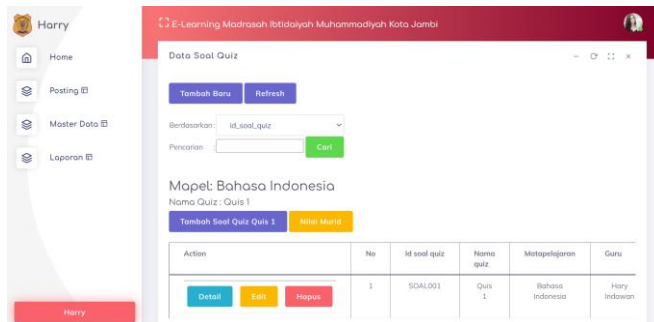 Harry
E-Learning Madrasah Ibtidaiyah Muhammadiyah Kota Jambi
Home
Posting
Master Data
Laporan
Harry
Data Soal Quiz
Tambah Baru Refresh
Berdasarkan : id_soal_quiz
Pencarian : Cari
Mapel: Bahasa Indonesia
Nama Quiz : Quis 1
Tambah Soal Quiz Quis 1 Nilai Murid
Action No Id soal quiz Nama quiz Matapelajaran Guru
Detail Edit Hapus 1 SOAL001 Quis 1 Bahasa Indonesia Hary Indawan